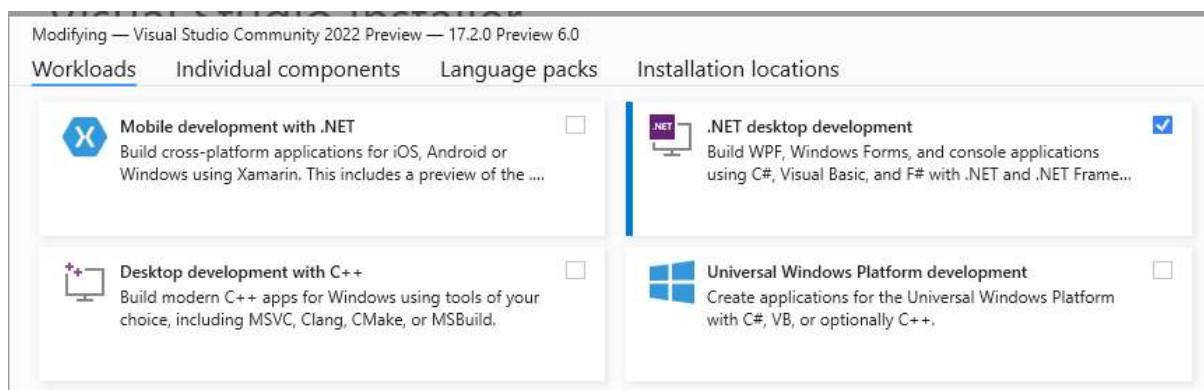 Visual Studio Installer
Modifying — Visual Studio Community 2022 Preview — 17.2.0 Preview 6.0
Workloads Individual components Language packs Installation locations
Mobile development with .NET
Build cross-platform applications for iOS, Android or
Windows using Xamarin. This includes a preview of the ....
.NET
.NET desktop development
Build WPF, Windows Forms, and console applications
using C#, Visual Basic, and F# with .NET and .NET Frame...
Desktop development with C++
Build modern C++ apps for Windows using tools of your
choice, including MSVC, Clang, CMake, or MSBuild.
Universal Windows Platform development
Create applications for the Universal Windows Platform
with C#, VB, or optionally C++.